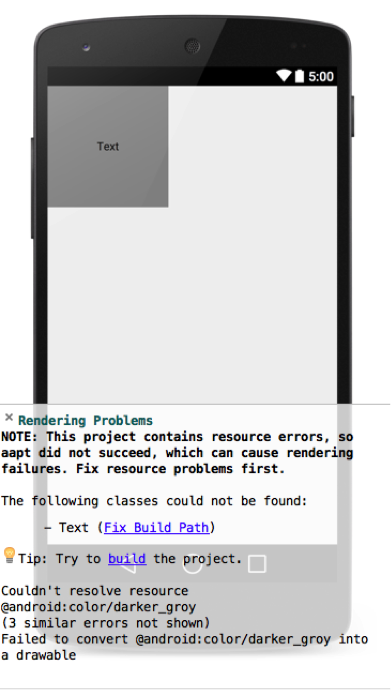 5:00
Text
× Rendering Problems
NOTE: This project contains resource errors, so
aapt did not succeed, which can cause rendering
failures. Fix resource problems first.
The following classes could not be found:
– Text (Fix Build Path)
Tip: Try to build the project.
Couldn't resolve resource
@android:color/darker_groy
(3 similar errors not shown)
Failed to convert @android:color/darker_groy into
a drawable